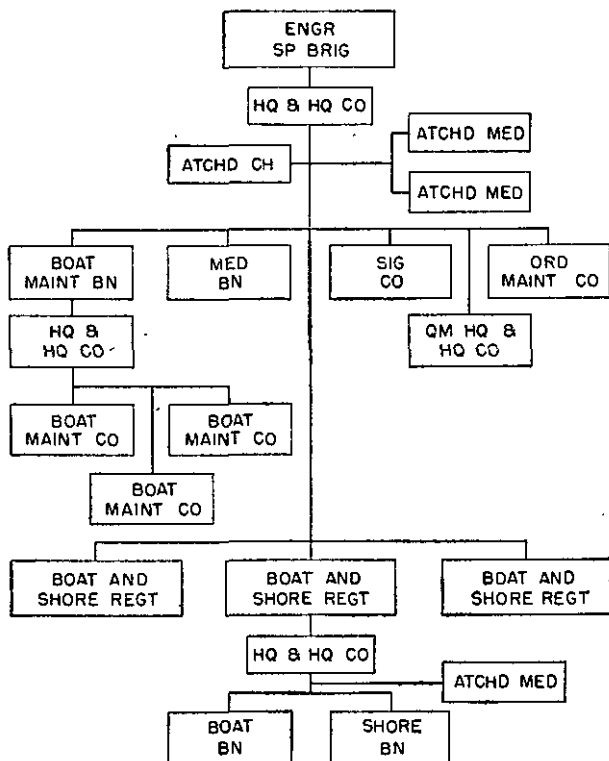 ENGR
SP BRIG
HQ & HQ CO
ATCHD MED
ATCHD CH
ATCHD MED
BOAT
MAINT BN
MED
BN
SIG
CO
ORD
MAINT CO
HQ &
HQ CO
QM HQ &
HQ CO
BOAT
MAINT CO
BOAT
MAINT CO
BOAT
MAINT CO
BOAT AND
SHORE REGT
BOAT AND
SHORE REGT
BOAT AND
SHORE REGT
HQ & HQ CO
ATCHD MED
BOAT
BN
SHORE
BN